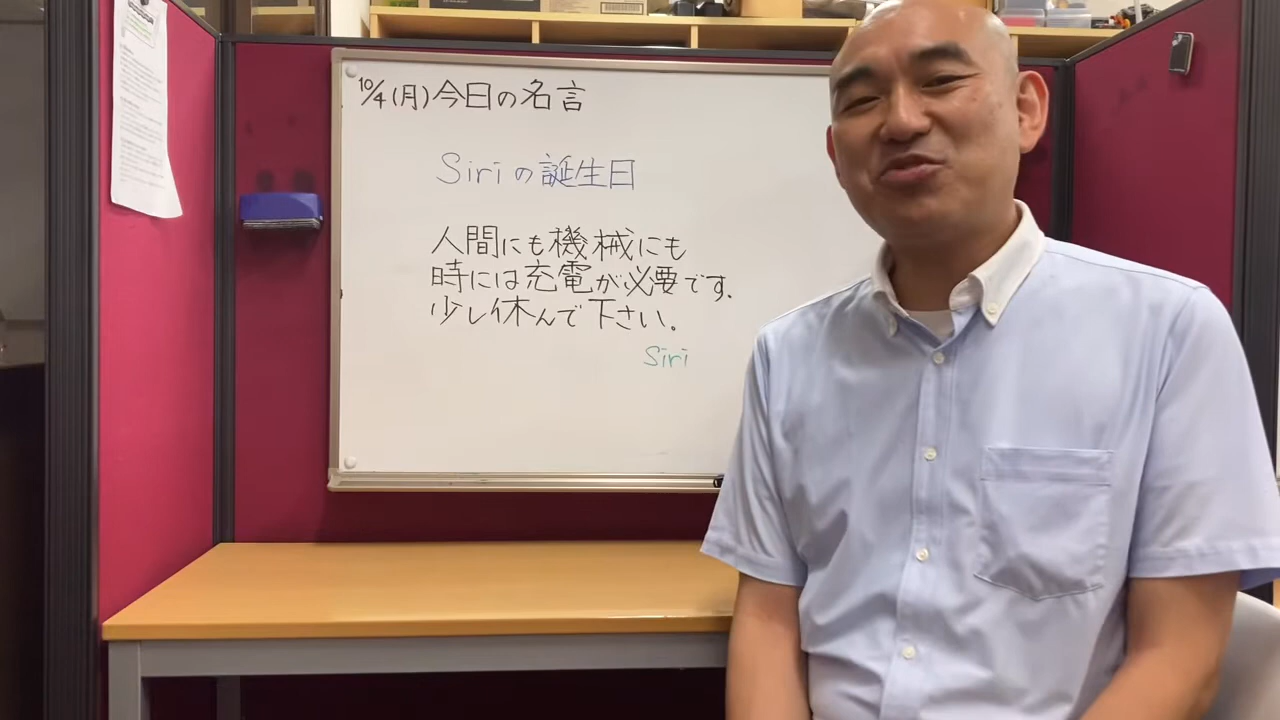 10/4(月)今日の名言
Siriの誕生日
人間にも機械にも
時には充電が必要です.
少し休んで下さい。
Siri